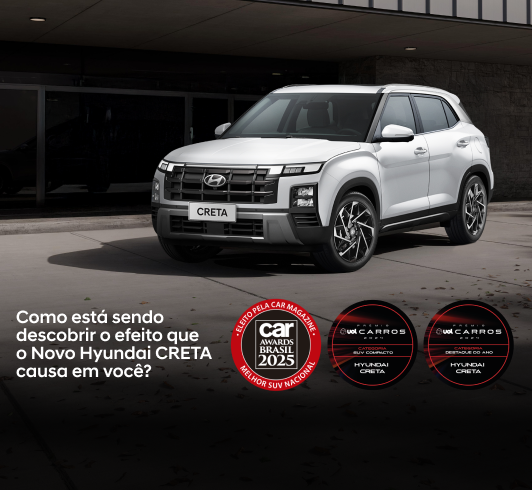 CRETA
Como está sendo
descobrir o efeito que
o Novo Hyundai CRETA
causa em você?
• ELEITO PELA CAR MAGAZINE •
car
AWARDS
BRASIL
2025
MELHOR SUV NACIONAL
PRÊMIO
UOL CARROS
2024
CATEGORIA
SUV COMPACTO
HYUNDAI
CRETA
PRÊMIO
UOL CARROS
2024
CATEGORIA
DESTAQUE DO ANO
HYUNDAI
CRETA